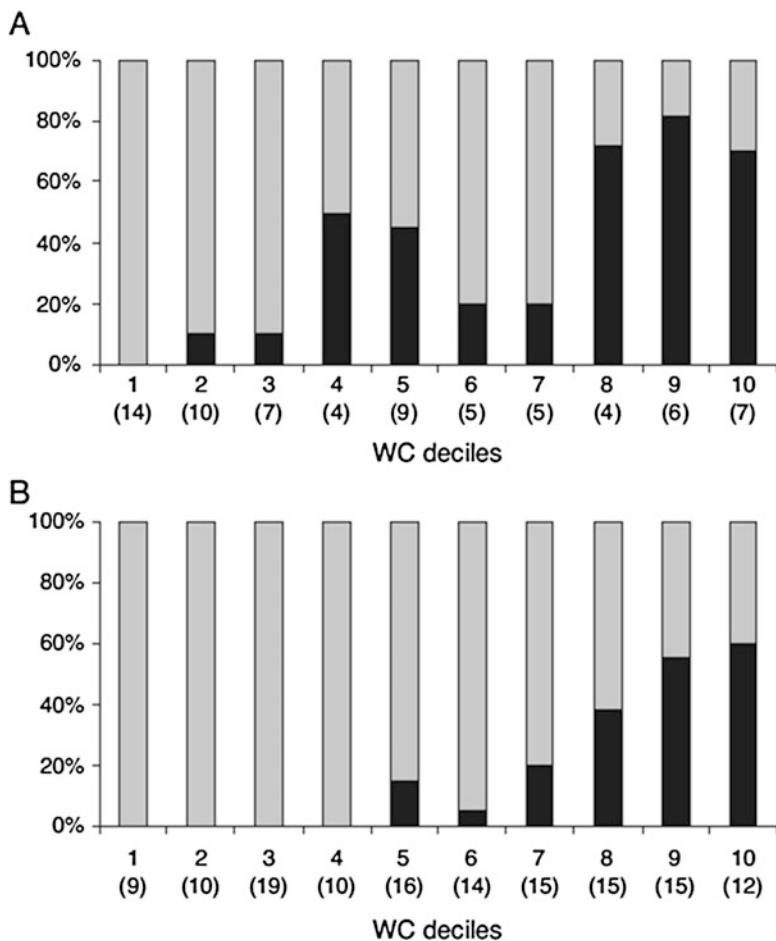 A
100%
80%
60%
40%
20%
0%
1 2 3 4 5 6 7 8 9 10
(14) (10) (7) (4) (9) (5) (5) (4) (6) (7)
WC deciles
B
100%
80%
60%
40%
20%
0%
1 2 3 4 5 6 7 8 9 10
(9) (10) (19) (10) (16) (14) (15) (15) (15) (12)
WC deciles